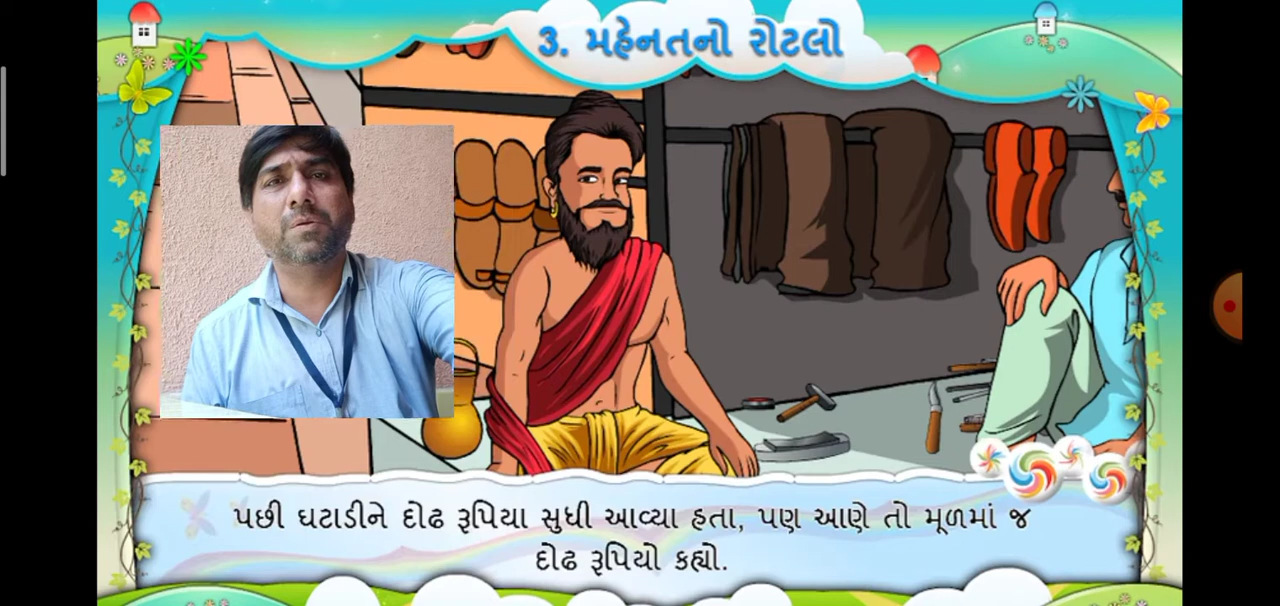 3. મહેનતનો રોટલો
પછી ઘટાડીને દોઢ રૂપિયા સુધી આવ્યા હતા, પણ આણે તો મૂળમાં જ
દોઢ રૂપિયો કહ્યો.